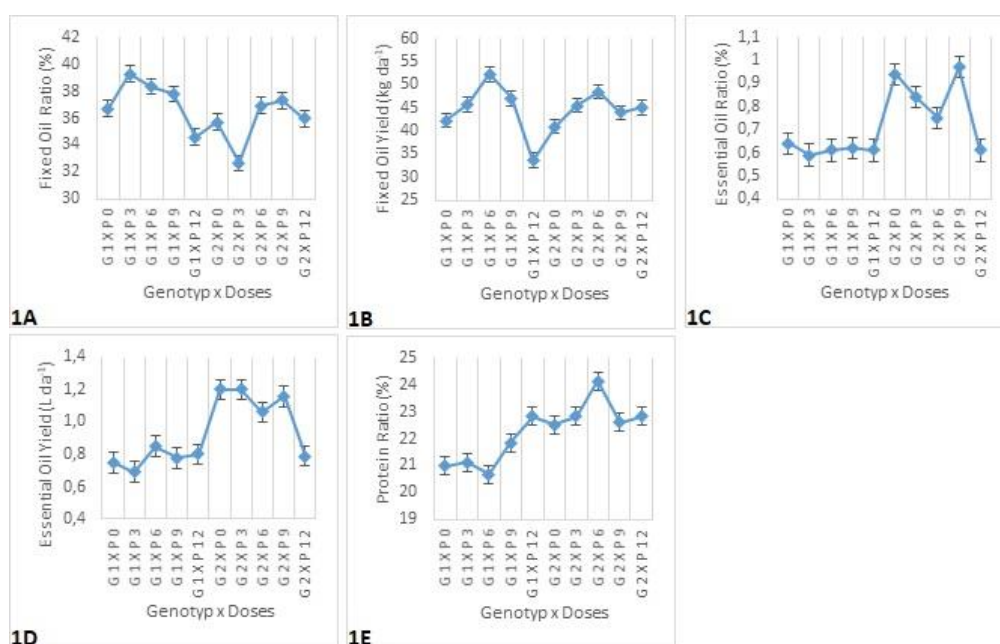 Fixed Oil Ratio (%)
42
40
38
36
34
32
30
G1XP0
G1XP3
G1XP6
G1XP9
G1XP12
G2XP0
G2XP3
G2XP6
G2XP9
G2XP12
Genotyp x Doses
1A
Fixed Oil Yield (kg da⁻¹)
60
55
50
45
40
35
30
25
G1XP0
G1XP3
G1XP6
G1XP9
G1XP12
G2XP0
G2XP3
G2XP6
G2XP9
G2XP12
Genotyp x Doses
1B
Essential Oil Ratio (%)
1,1
1
0,9
0,8
0,7
0,6
0,5
0,4
G1XP0
G1XP3
G1XP6
G1XP9
G1XP12
G2XP0
G2XP3
G2XP6
G2XP9
G2XP12
Genotyp x Doses
1C
Essential Oil Yield (L da⁻¹)
1,4
1,2
1,0
0,8
0,6
0,4
G1XP0
G1XP3
G1XP6
G1XP9
G1XP12
G2XP0
G2XP3
G2XP6
G2XP9
G2XP12
Genotyp x Doses
1D
Protein Ratio (%)
25
24
23
22
21
20
19
G1XP0
G1XP3
G1XP6
G1XP9
G1XP12
G2XP0
G2XP3
G2XP6
G2XP9
G2XP12
Genotyp x Doses
1E